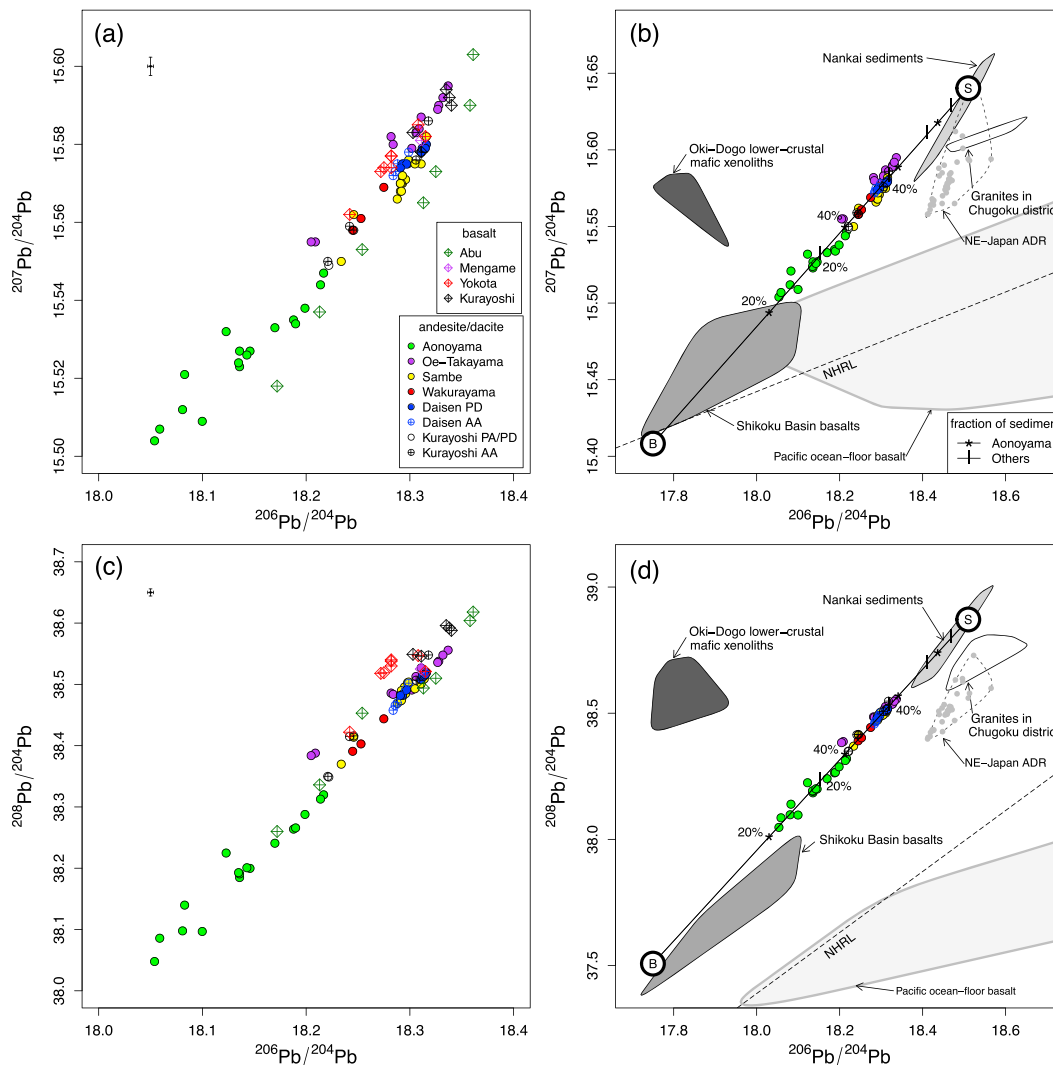 (a)
15.50
15.52
15.54
15.56
15.58
15.60
207Pb/204Pb
18.0
18.1
18.2
18.3
18.4
206Pb/204Pb
basalt
Abu
Mengame
Yokota
Kurayoshi
andesite/dacite
Aonoyama
Oe−Takayama
Sambe
Wakurayama
Daisen PD
Daisen AA
Kurayoshi PA/PD
Kurayoshi AA
(b)
15.40
15.45
15.50
15.55
15.60
15.65
207Pb/204Pb
17.8
18.0
18.2
18.4
18.6
206Pb/204Pb
Nankai sediments
S
Oki−Dogo lower−crustal
mafic xenoliths
40%
40%
20%
20%
Granites in
Chugoku distric
NE−Japan ADR
NHRL
Shikoku Basin basalts
Pacific ocean−floor basalt
B
fraction of sedimen
Aonoyama
Others
(c)
38.0
38.1
38.2
38.3
38.4
38.5
38.6
38.7
208Pb/204Pb
18.0
18.1
18.2
18.3
18.4
206Pb/204Pb
(d)
37.5
38.0
38.5
39.0
208Pb/204Pb
17.8
18.0
18.2
18.4
18.6
206Pb/204Pb
Nankai sediments
S
Oki−Dogo lower−crustal
mafic xenoliths
40%
40%
20%
20%
Granites in
Chugoku distric
NE−Japan ADR
Shikoku Basin basalts
NHRL
B
Pacific ocean−floor basalt